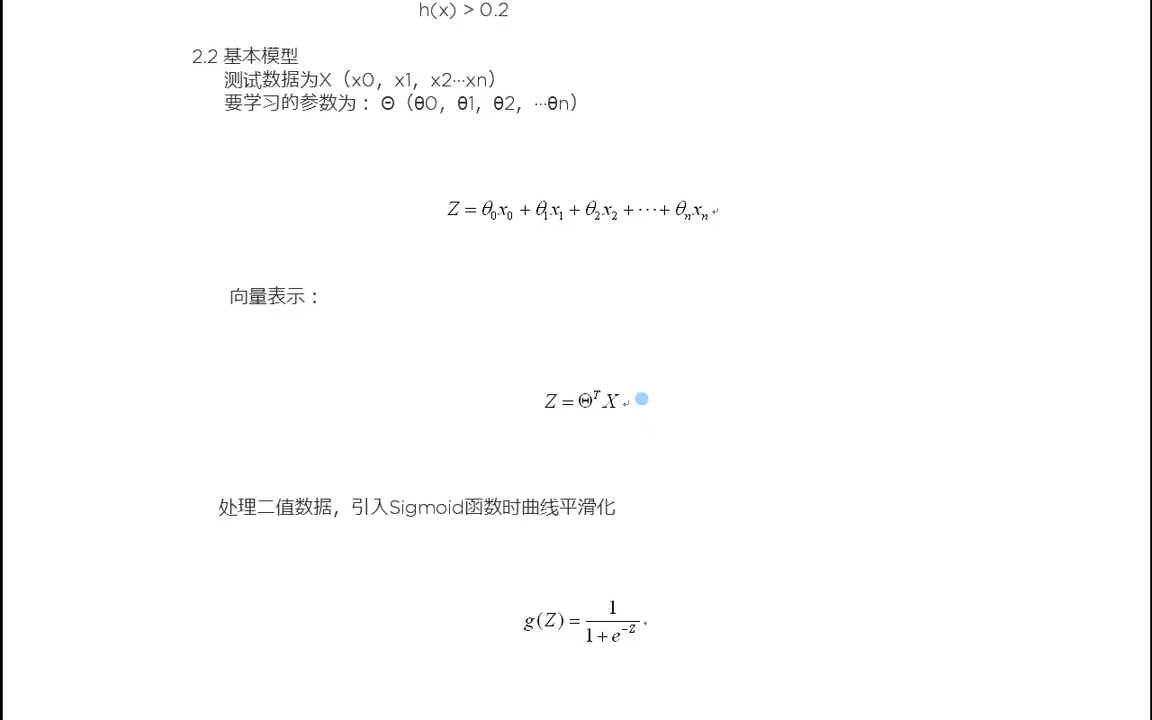 h(x) > 0.2
2.2 基本模型
测试数据为X（x0，x1，x2···xn）
要学习的参数为：Θ（θ0，θ1，θ2，···θn）
Z = θ₀x₀ + θ₁x₁ + θ₂x₂ + ··· + θₙxₙ
向量表示：
Z = Θ^T X
处理二值数据，引入Sigmoid函数时曲线平滑化
g(Z) = 1 / (1 + e^(-Z))